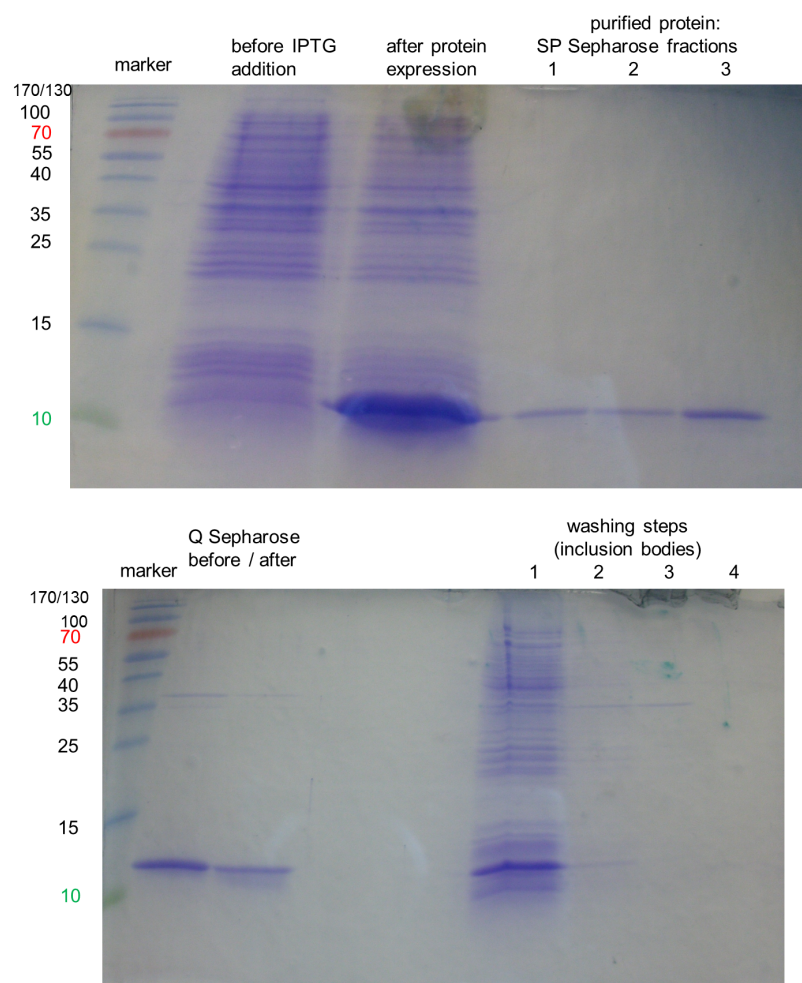 purified protein:
before IPTG after protein SP Sepharose fractions
marker addition expression 1 2 3
170/130
100
70
55
40
35
25
15
10
washing steps
Q Sepharose (inclusion bodies)
before / after
marker 1 2 3 4
170/130
100
70
55
40
35
25
15
10